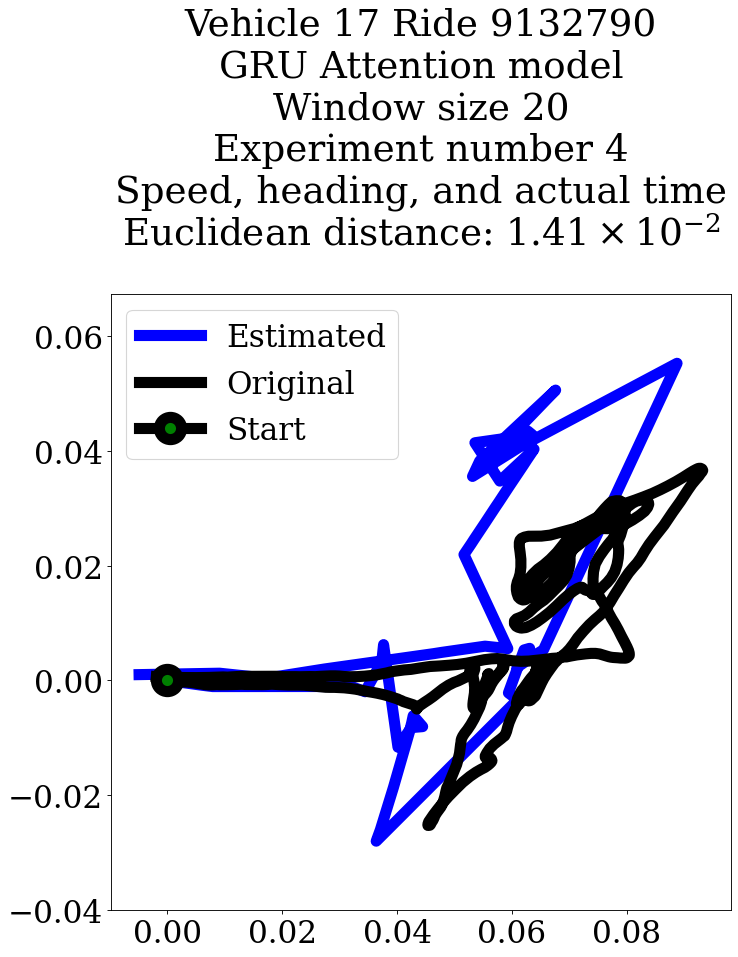 Vehicle 17 Ride 9132790
GRU Attention model
Window size 20
Experiment number 4
Speed, heading, and actual time
Euclidean distance: 1.41 × 10⁻²
Estimated
Original
Start
0.06
0.04
0.02
0.00
−0.02
−0.04
0.00 0.02 0.04 0.06 0.08